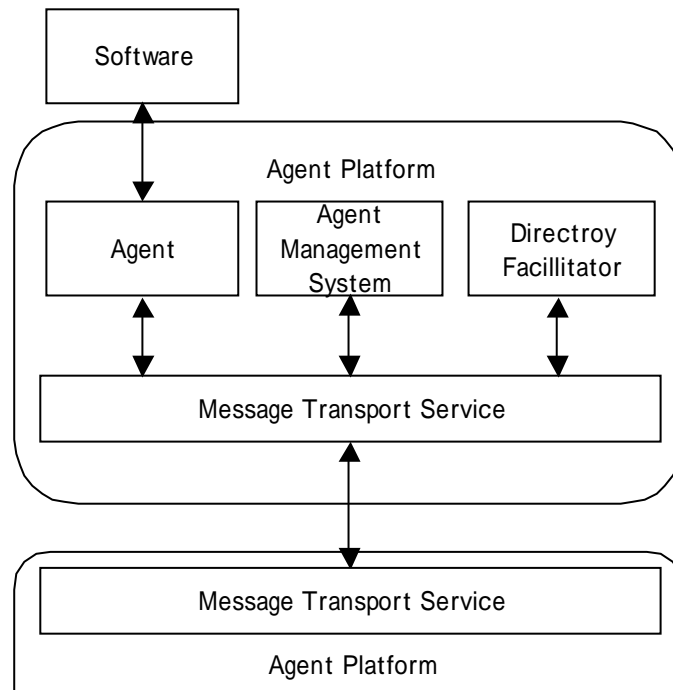 Software
Agent Platform
Agent
Agent
Management
System
Directroy
Facillitator
Message Transport Service
Message Transport Service
Agent Platform